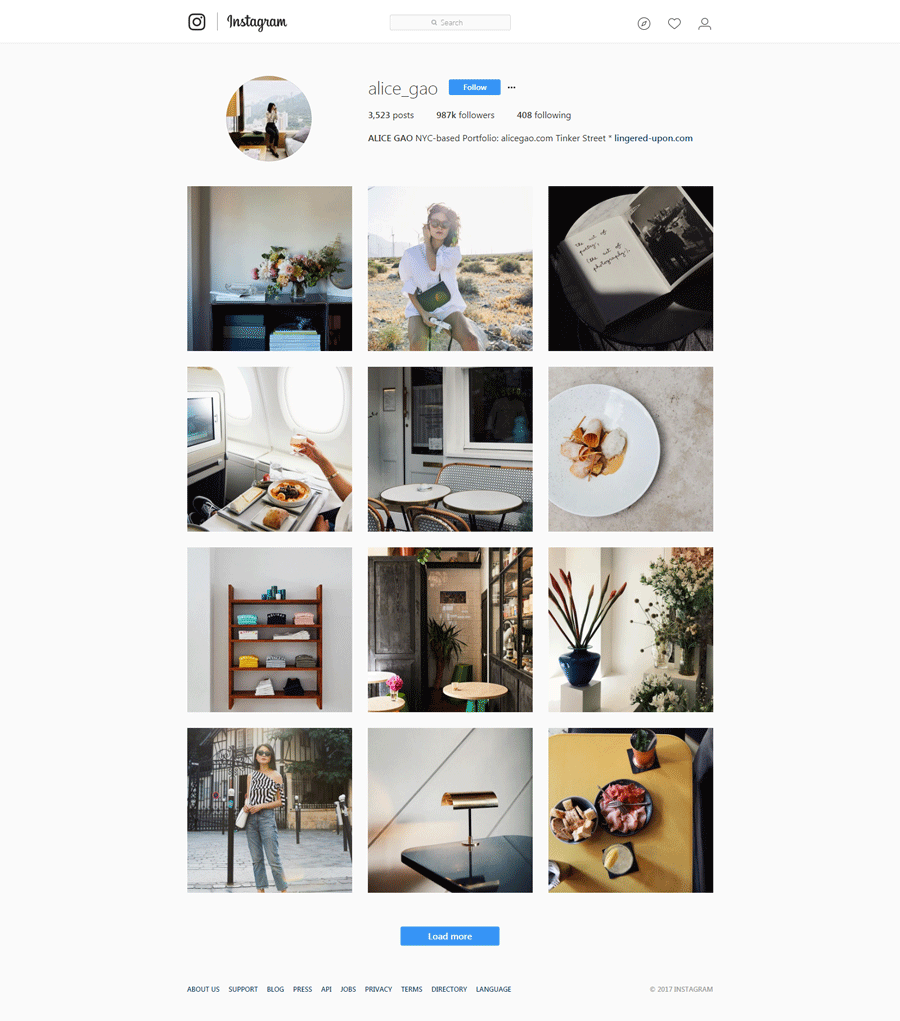 Instagram
Search
alice_gao Follow •••
3,523 posts 987k followers 408 following
ALICE GAO NYC-based Portfolio: alicegao.com Tinker Street * lingered-upon.com
the art of
poetry,
(the art of
photography),
Load more
ABOUT US SUPPORT BLOG PRESS API JOBS PRIVACY TERMS DIRECTORY LANGUAGE
© 2017 INSTAGRAM